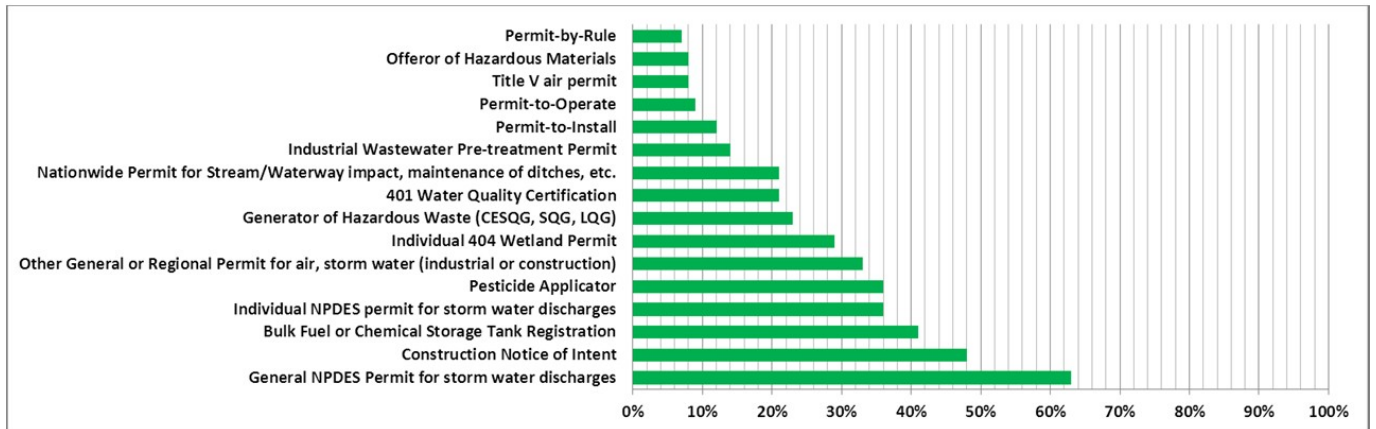 Permit-by-Rule
Offeror of Hazardous Materials
Title V air permit
Permit-to-Operate
Permit-to-Install
Industrial Wastewater Pre-treatment Permit
Nationwide Permit for Stream/Waterway impact, maintenance of ditches, etc.
401 Water Quality Certification
Generator of Hazardous Waste (CESQG, SQG, LQG)
Individual 404 Wetland Permit
Other General or Regional Permit for air, storm water (industrial or construction)
Pesticide Applicator
Individual NPDES permit for storm water discharges
Bulk Fuel or Chemical Storage Tank Registration
Construction Notice of Intent
General NPDES Permit for storm water discharges
0% 10% 20% 30% 40% 50% 60% 70% 80% 90% 100%